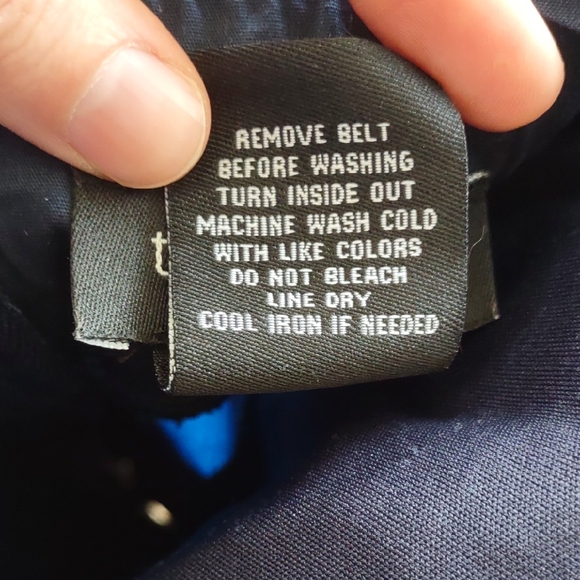 REMOVE BELT
BEFORE WASHING
TURN INSIDE OUT
MACHINE WASH COLD
WITH LIKE COLORS
DO NOT BLEACH
LINE DRY
COOL IRON IF NEEDED